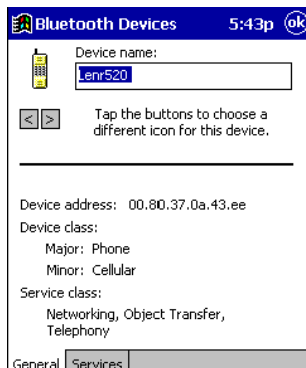 Bluetooth Devices 5:43p ok
Device name:
Lenr520
< >
Tap the buttons to choose a
different icon for this device.
Device address: 00.80.37.0a.43.ee
Device class:
Major: Phone
Minor: Cellular
Service class:
Networking, Object Transfer,
Telephony
General Services